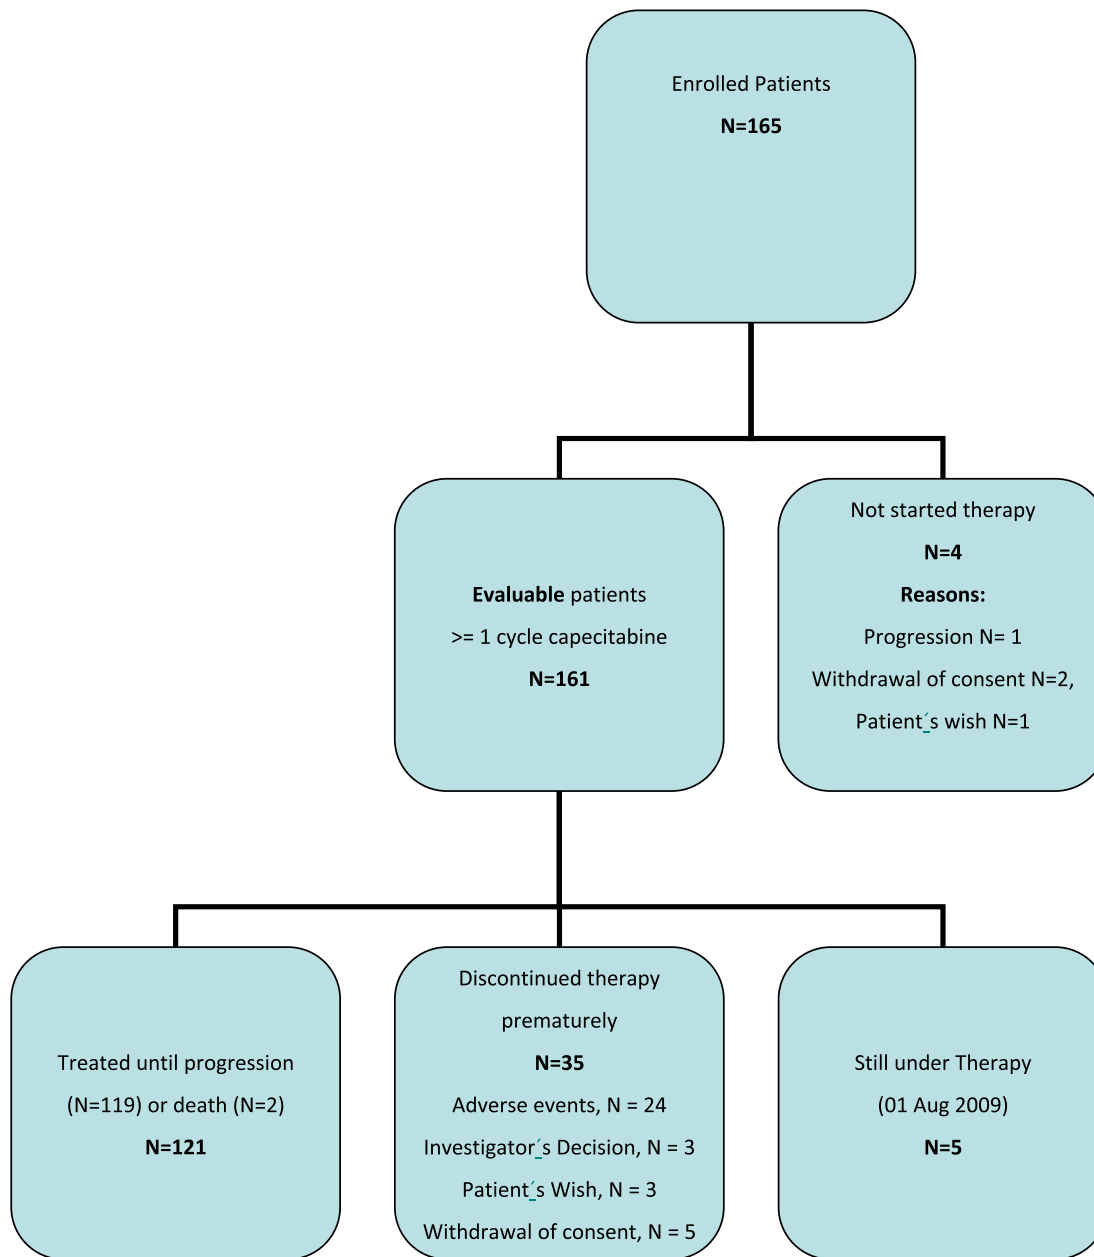 Enrolled Patients
N=165
Evaluable patients
>= 1 cycle capecitabine
N=161
Not started therapy
N=4
Reasons:
Progression N= 1
Withdrawal of consent N=2,
Patient´s wish N=1
Treated until progression
(N=119) or death (N=2)
N=121
Discontinued therapy
prematurely
N=35
Adverse events, N = 24
Investigator´s Decision, N = 3
Patient´s Wish, N = 3
Withdrawal of consent, N = 5
Still under Therapy
(01 Aug 2009)
N=5